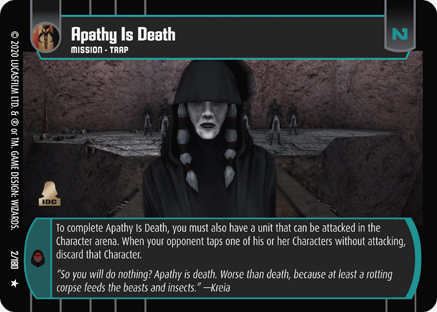 Apathy Is Death
MISSION - TRAP
N
IDC
To complete Apathy Is Death, you must also have a unit that can be attacked in the
Character arena. When your opponent taps one of his or her Characters without attacking,
discard that Character.
"So you will do nothing? Apathy is death. Worse than death, because at least a rotting
corpse feeds the beasts and insects." —Kreia
© 2020 LUCASFILM LTD. & ® or TM. GAME DESIGN: WIZARDS.
2/180